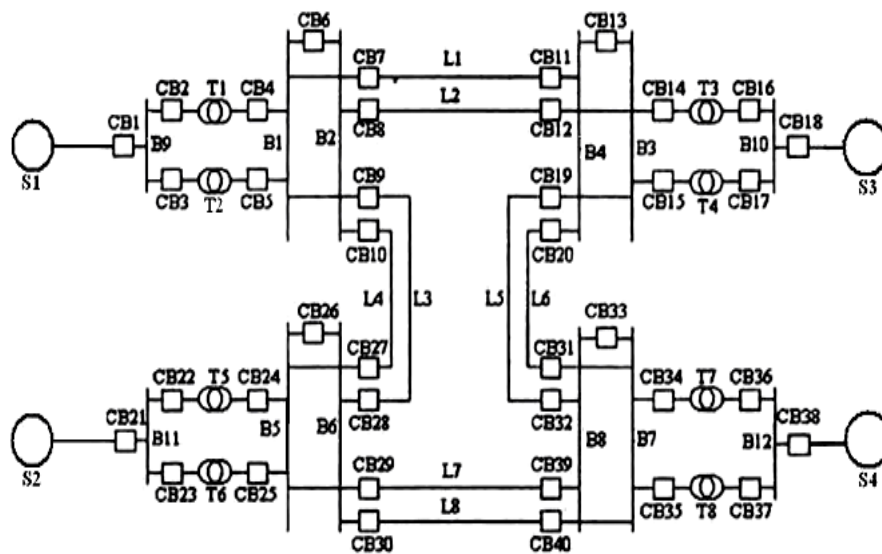 CB6
CB13
CB7
L1
CB11
CB2
T1
CB4
CB14
T3
CB16
CB1
L2
CB18
B9
B1
B2
CB8
CB12
B4
B3
B10
S1
CB9
CB19
S3
CB3
T2
CB5
CB15
T4
CB17
CB10
CB20
L4
L3
L5
L6
CB26
CB33
CB27
CB31
CB22
T5
CB24
CB34
T7
CB36
CB21
CB28
CB32
CB38
B11
B5
B6
B8
B7
B12
S2
CB29
L7
CB39
S4
CB23
T6
CB25
L8
CB35
T8
CB37
CB30
CB40